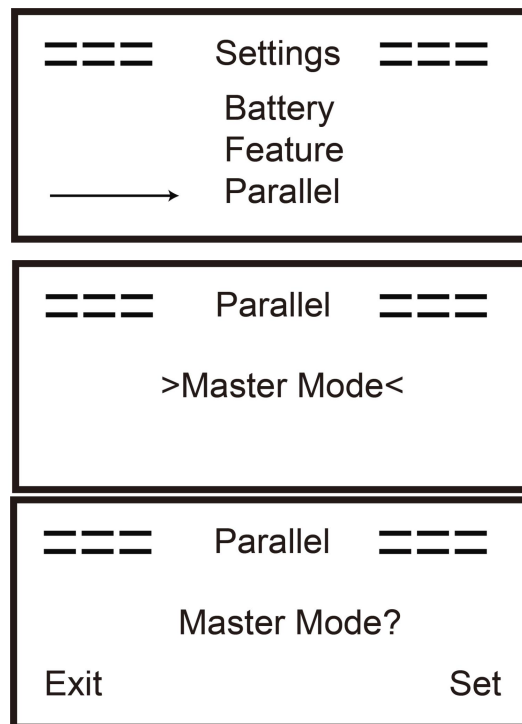 === Settings ===
Battery
Feature
Parallel
=== Parallel ===
>Master Mode<
=== Parallel ===
Master Mode?
Exit Set